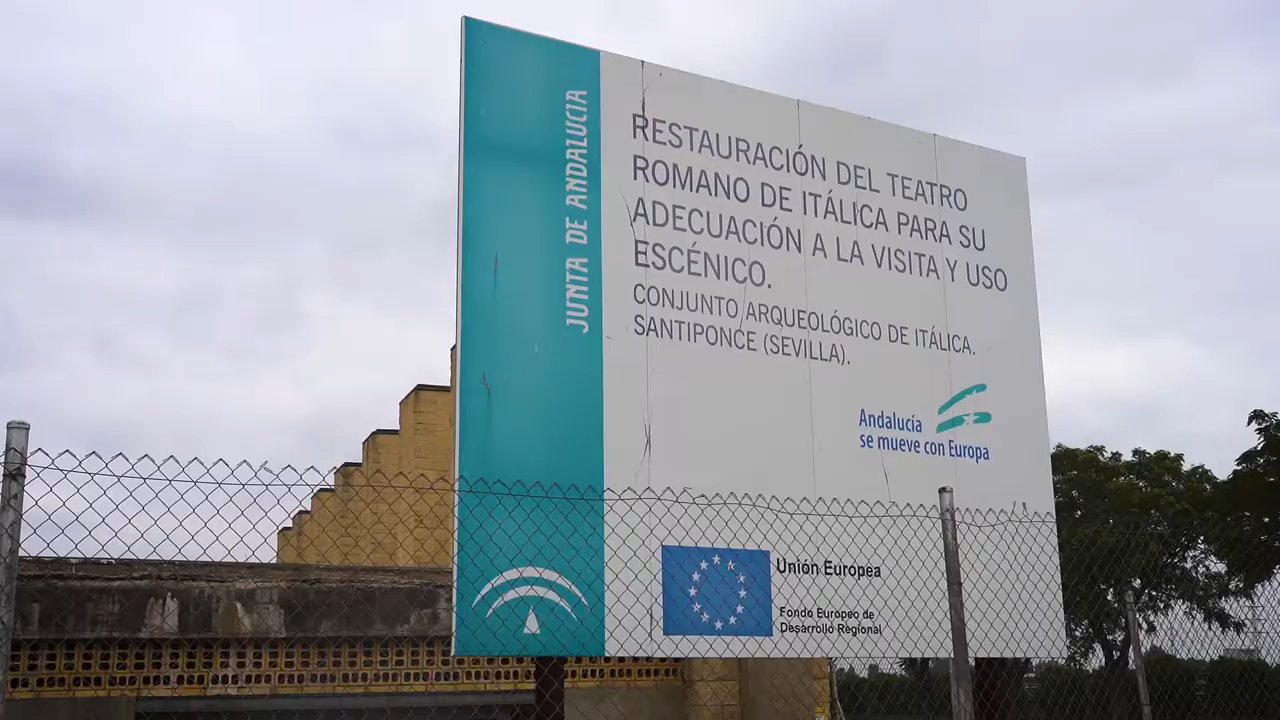 JUNTA DE ANDALUCIA
RESTAURACIÓN DEL TEATRO
ROMANO DE ITÁLICA PARA SU
ADECUACIÓN A LA VISITA Y USO
ESCÉNICO.
CONJUNTO ARQUEOLÓGICO DE ITÁLICA.
SANTIPONCE (SEVILLA).
Andalucía
se mueve con Europa
Unión Europea
Fondo Europeo de
Desarrollo Regional